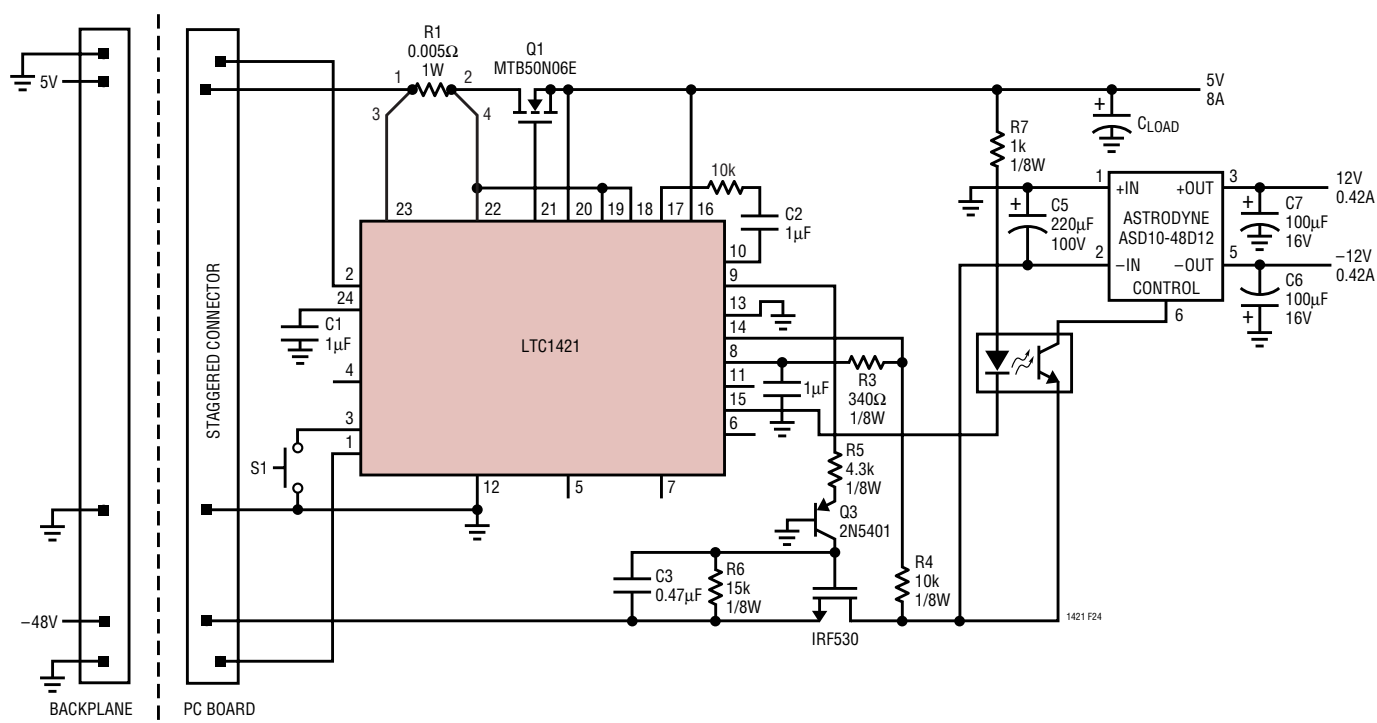 R1
0.005Ω
1W
Q1
MTB50N06E
1
2
3
4
5V
5V
8A
+
CLOAD
R7
1k
1/8W
10k
C2
1µF
23
22
21
20
19
18
17
16
10
9
13
14
8
11
15
6
2
24
4
3
1
12
5
7
LTC1421
C1
1µF
S1
1µF
R3
340Ω
1/8W
R5
4.3k
1/8W
Q3
2N5401
R4
10k
1/8W
C3
0.47µF
R6
15k
1/8W
IRF530
+
C5
220µF
100V
1
2
3
5
6
+IN
+OUT
ASTRODYNE
ASD10-48D12
–IN
–OUT
CONTROL
12V
0.42A
+
C7
100µF
16V
–12V
0.42A
C6
100µF
16V
+
STAGGERED CONNECTOR
–48V
1421 F24
BACKPLANE
PC BOARD